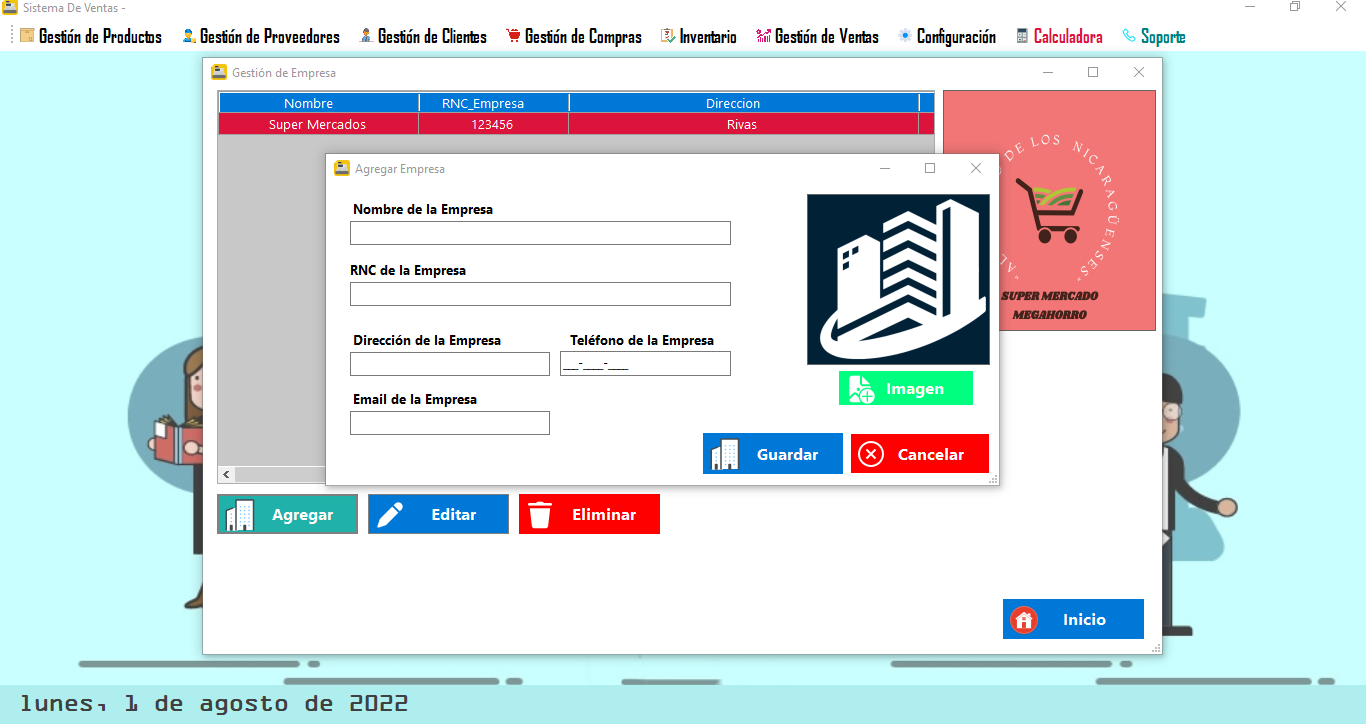 Sistema De Ventas -
Gestión de Productos Gestión de Proveedores Gestión de Clientes Gestión de Compras Inventario Gestión de Ventas Configuración Calculadora Soporte
Gestión de Empresa
Nombre RNC_Empresa Direccion
Super Mercados 123456 Rivas
DE LOS NICARAGÜENSES"
"AL
SUPER MERCADO
MEGAHORRO
Agregar Empresa
Nombre de la Empresa
RNC de la Empresa
Dirección de la Empresa Teléfono de la Empresa
___-____-____
Email de la Empresa
Imagen
Guardar Cancelar
Agregar Editar Eliminar
Inicio
lunes, 1 de agosto de 2022